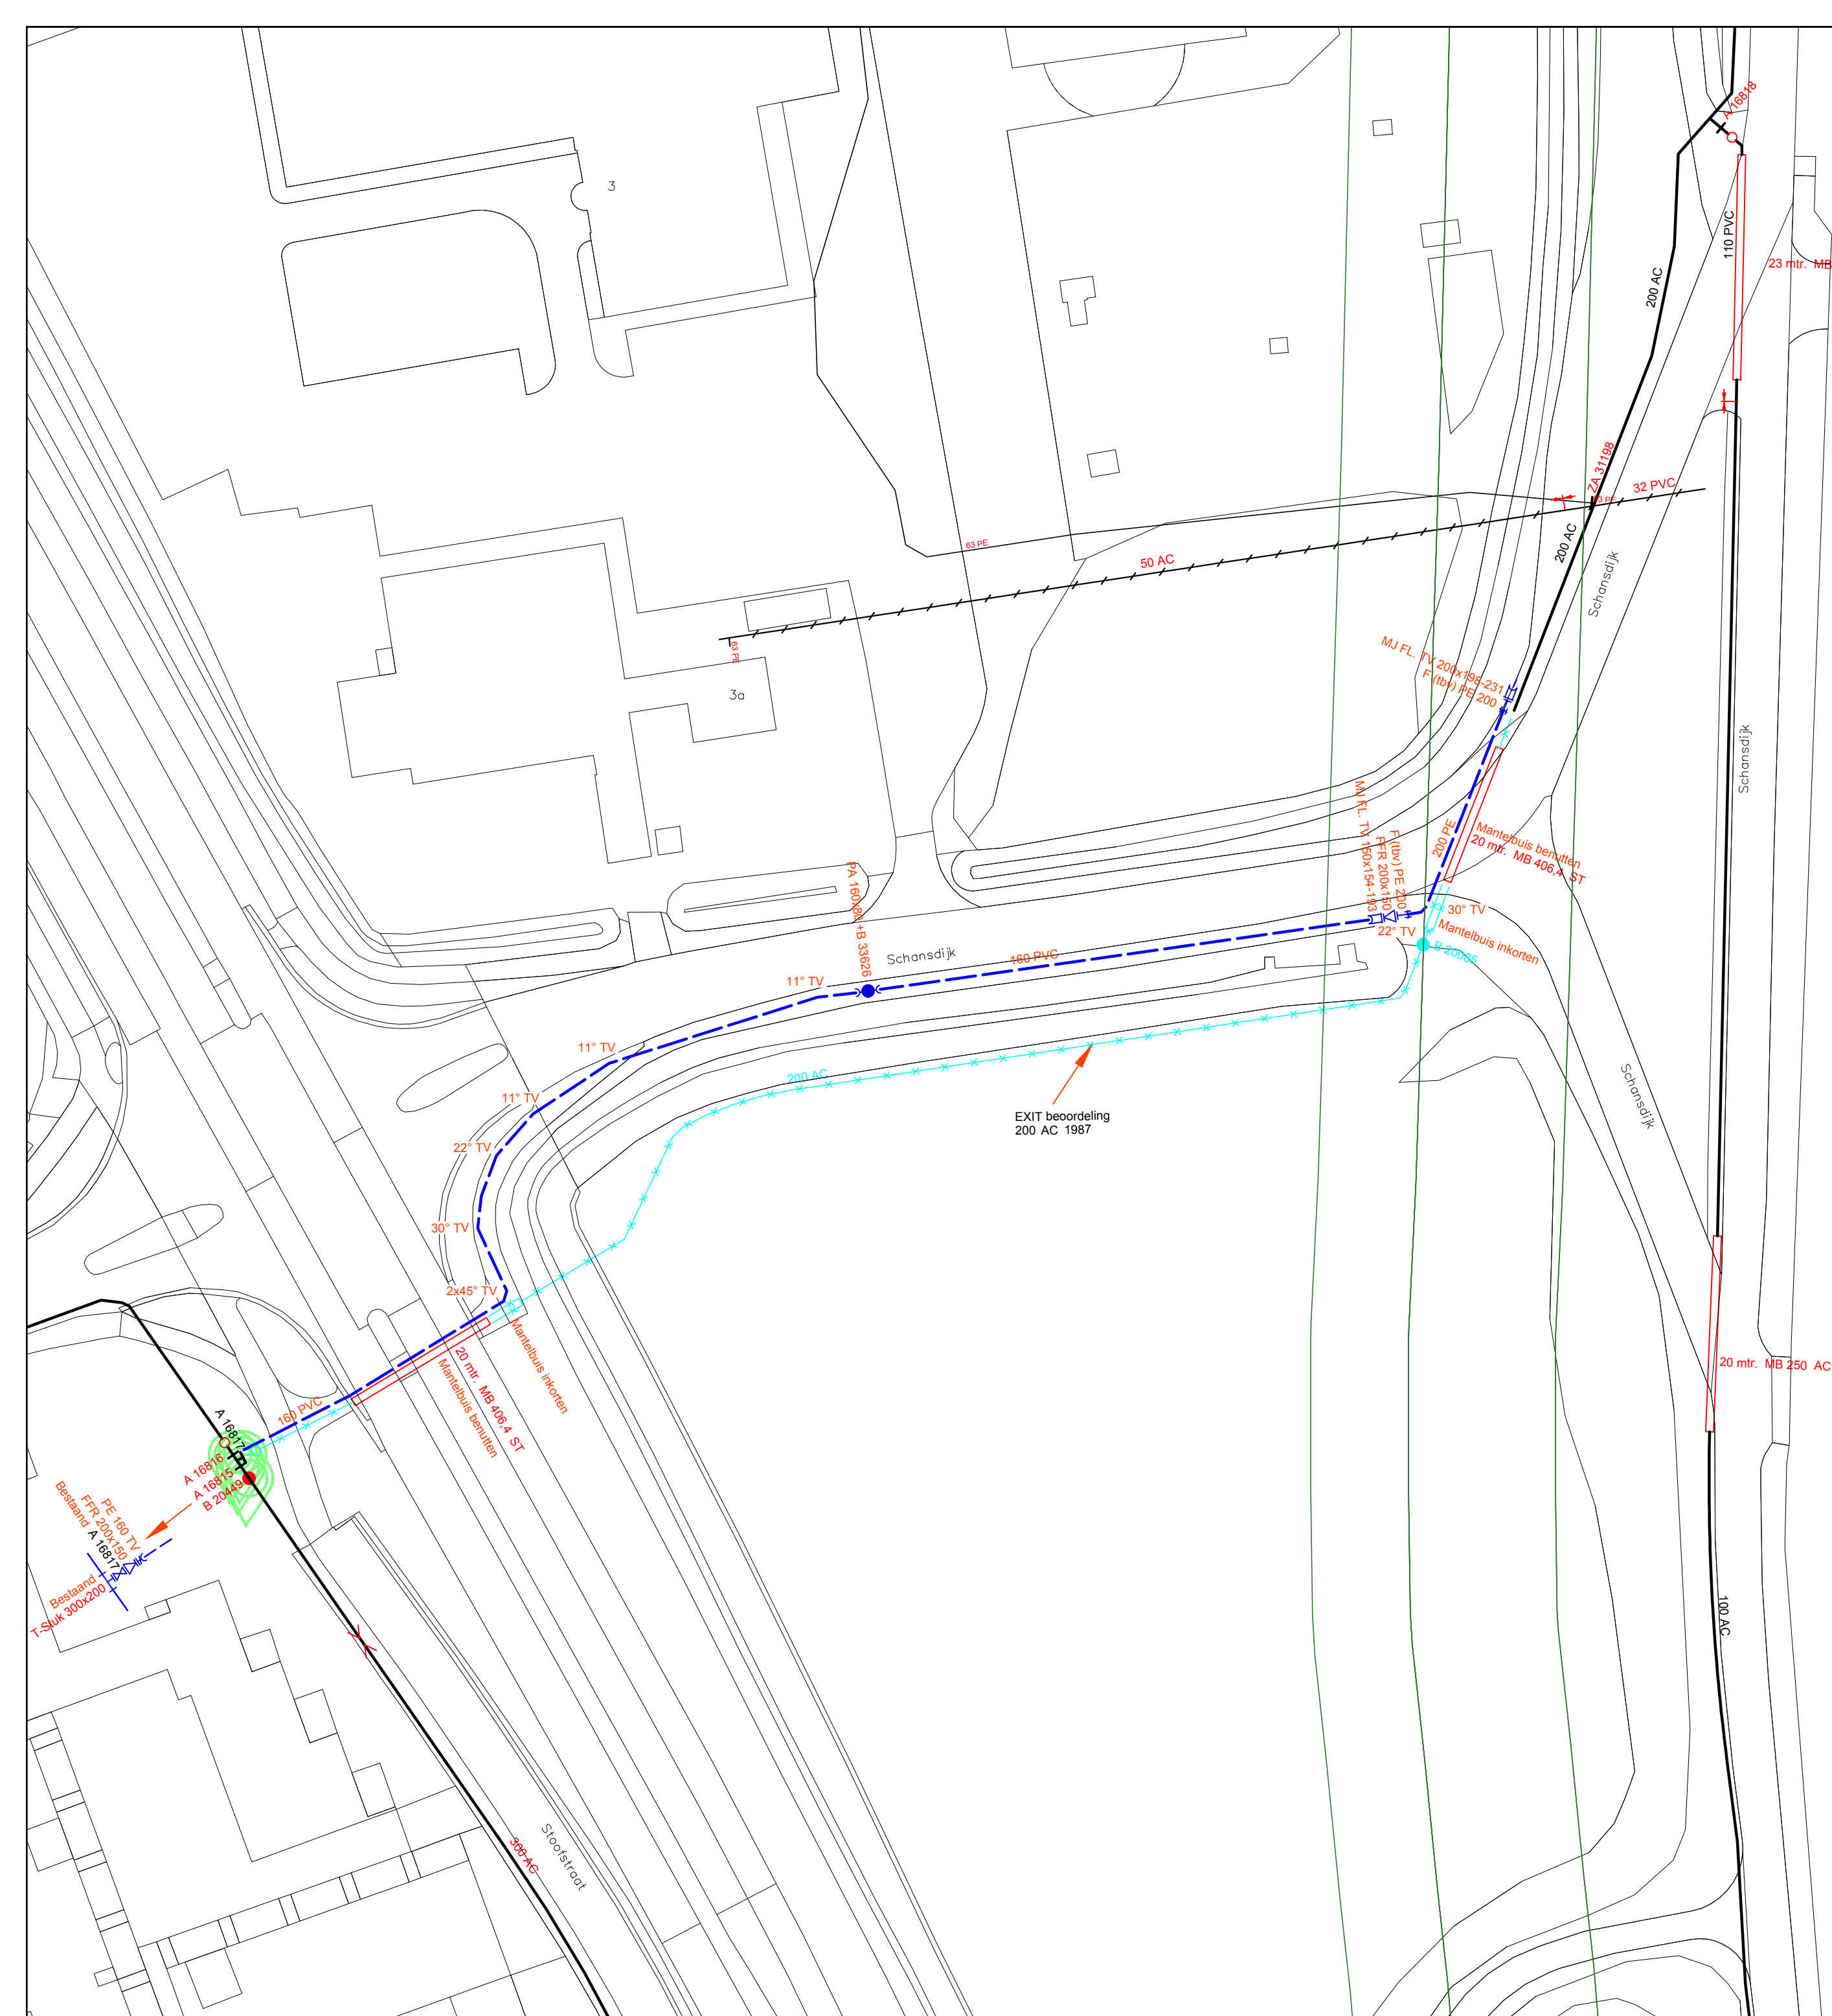 A 16818
3
110 PVC
200 AC
23 mtr. MB
ZA 31198
32 PVC
63 PE
63 PE
50 AC
200 AC
Schansdijk
63 PE
3a
MJ FL. TV 200x198-231
F (tbv) PE 200
Schansdijk
MJ FL. TV 160x154-193
FFR 200x150
F(tbv) PE 200
200 PE
Mantelbuis benutten
20 mtr. MB 406,4 ST
PA 160x80 +B 33626
30° TV
22° TV
Mantelbuis inkorten
B 20065
Schansdijk
160 PVC
11° TV
11° TV
200 AC
11° TV
EXIT beoordeling
200 AC 1987
Schansdijk
22° TV
30° TV
2x45° TV
Mantelbuis inkorten
20 mtr. MB 406,4 ST
Mantelbuis benutten
20 mtr. MB 250 AC
160 PVC
A 16817
A 16816
A 16815
B 20449
PE 160 TV
FFR 200x150
Bestaand
A 16817
Bestaand
T-Stuk 300x200
100 AC
300 AC
Stoofstraat